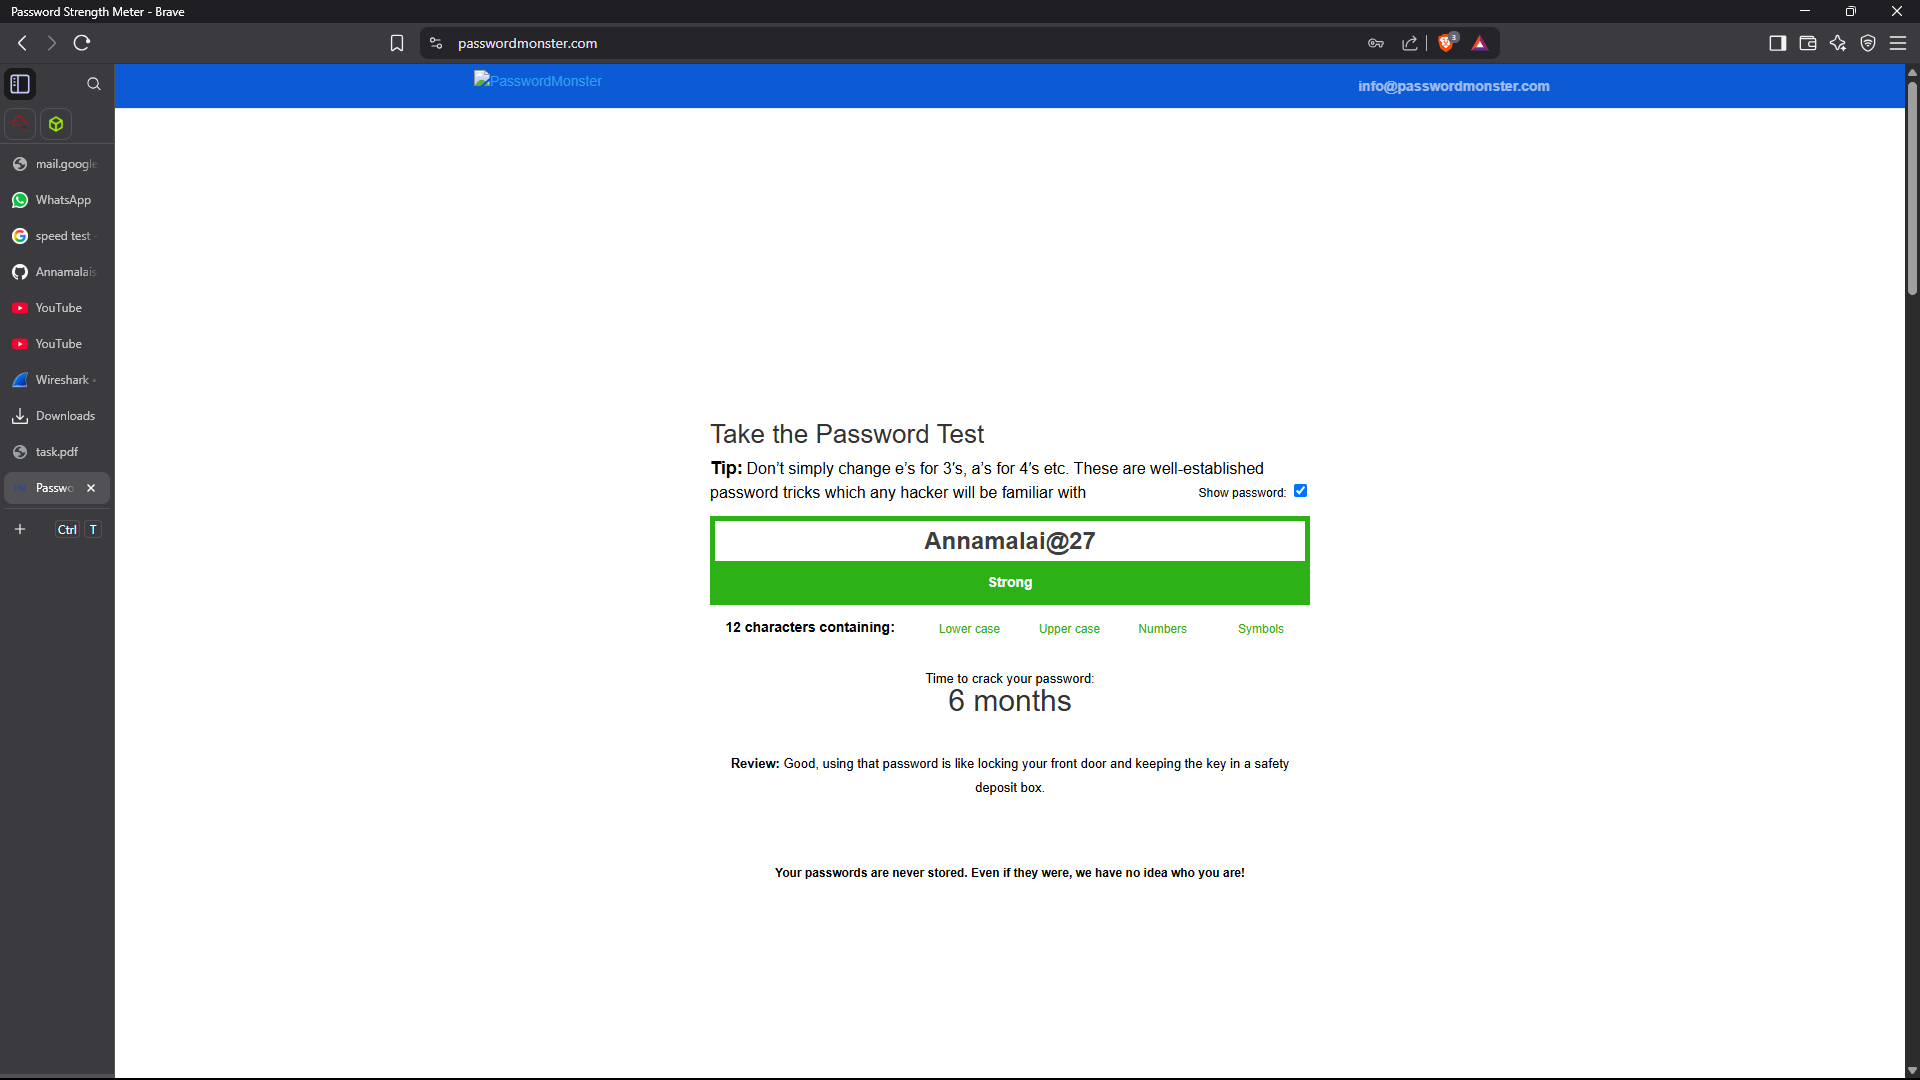 Password Strength Meter - Brave
passwordmonster.com
3
PasswordMonster
info@passwordmonster.com
mail.google
WhatsApp
speed test
Annamalais
YouTube
YouTube
Wireshark
Downloads
task.pdf
Passwo
Ctrl T
Take the Password Test
Tip: Don't simply change e's for 3's, a's for 4's etc. These are well-established
password tricks which any hacker will be familiar with
Show password:
Annamalai@27
Strong
12 characters containing: Lower case Upper case Numbers Symbols
Time to crack your password:
6 months
Review: Good, using that password is like locking your front door and keeping the key in a safety
deposit box.
Your passwords are never stored. Even if they were, we have no idea who you are!